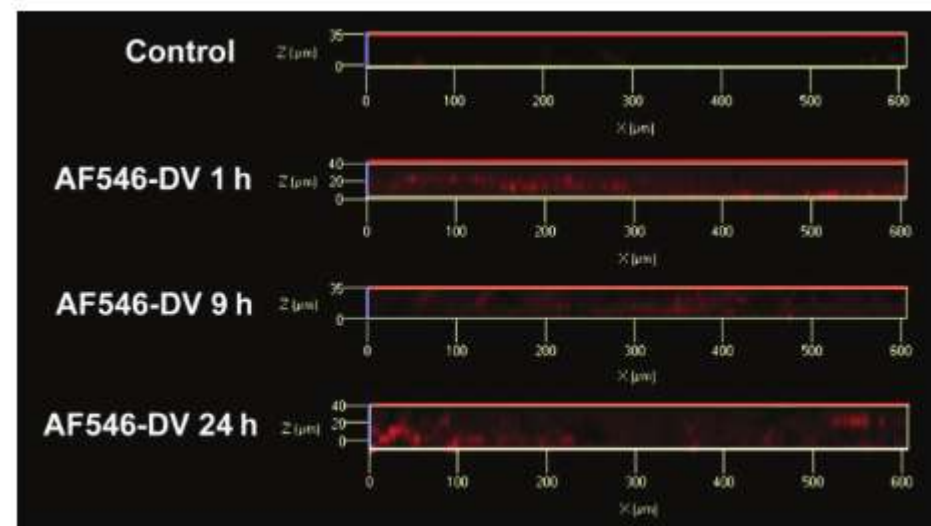 Control
Z (µm)
35
0
0 100 200 300 400 500 600
X (µm)
AF546-DV 1 h
Z (µm)
40
20
0
0 100 200 300 400 500 600
X (µm)
AF546-DV 9 h
Z (µm)
35
0
0 100 200 300 400 500 600
X (µm)
AF546-DV 24 h
Z (µm)
40
20
0
0 100 200 300 400 500 600
X (µm)